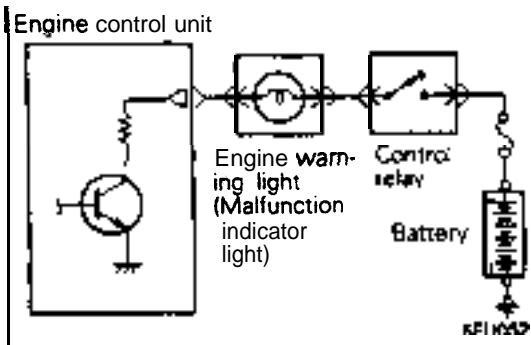 Engine control unit
Engine warn-
ing light
(Malfunction
indicator
light)
Control
relay
Battery